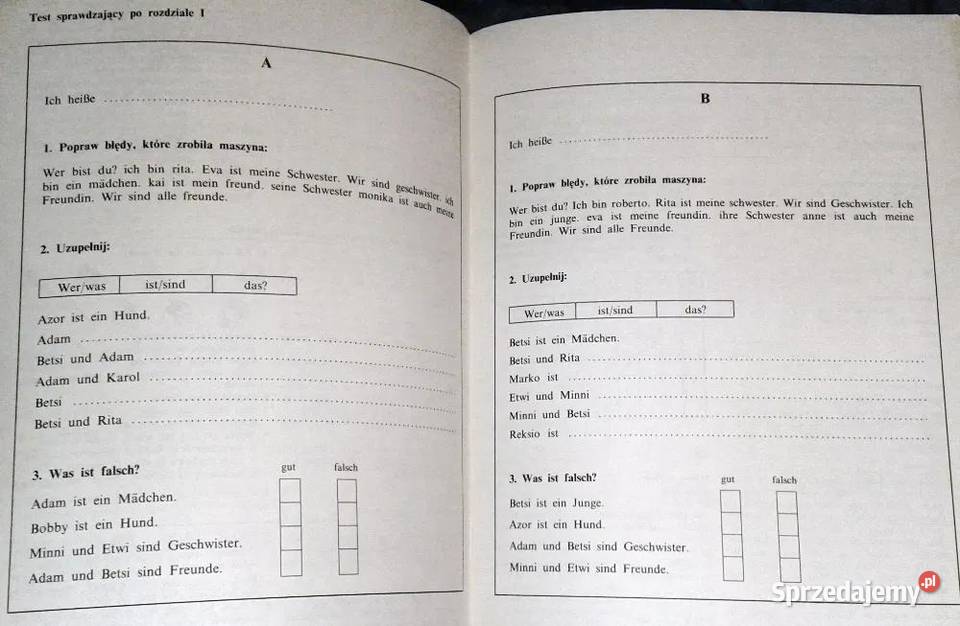 Test sprawdzający po rozdziale I
A
Ich heiße ....................
1. Popraw błędy, które zrobiła maszyna:
Wer bist du? ich bin rita. Eva ist meine Schwester. Wir sind geschwister. ich
bin ein mädchen. kai ist mein freund. seine Schwester monika ist auch meine
Freundin. Wir sind alle freunde.
2. Uzupełnij:
Wer/was ist/sind das?
Azor ist ein Hund.
Adam ....................
Betsi und Adam ....................
Adam und Karol ....................
Betsi ....................
Betsi und Rita ....................
3. Was ist falsch? gut falsch
Adam ist ein Mädchen.
Bobby ist ein Hund.
Minni und Etwi sind Geschwister.
Adam und Betsi sind Freunde.
B
Ich heiße ....................
1. Popraw błędy, które zrobiła maszyna:
Wer bist du? Ich bin roberto. Rita ist meine schwester. Wir sind Geschwister. Ich
bin ein junge. eva ist meine freundin. ihre Schwester anne ist auch meine
Freundin. Wir sind alle Freunde.
2. Uzupełnij:
Wer/was ist/sind das?
Betsi ist ein Mädchen.
Betsi und Rita ....................
Marko ist ....................
Etwi und Minni ....................
Minni und Betsi ....................
Reksio ist ....................
3. Was ist falsch? gut falsch
Betsi ist ein Junge.
Azor ist ein Hund.
Adam und Betsi sind Geschwister.
Minni und Etwi sind Freunde.
Sprzedajemy .pl